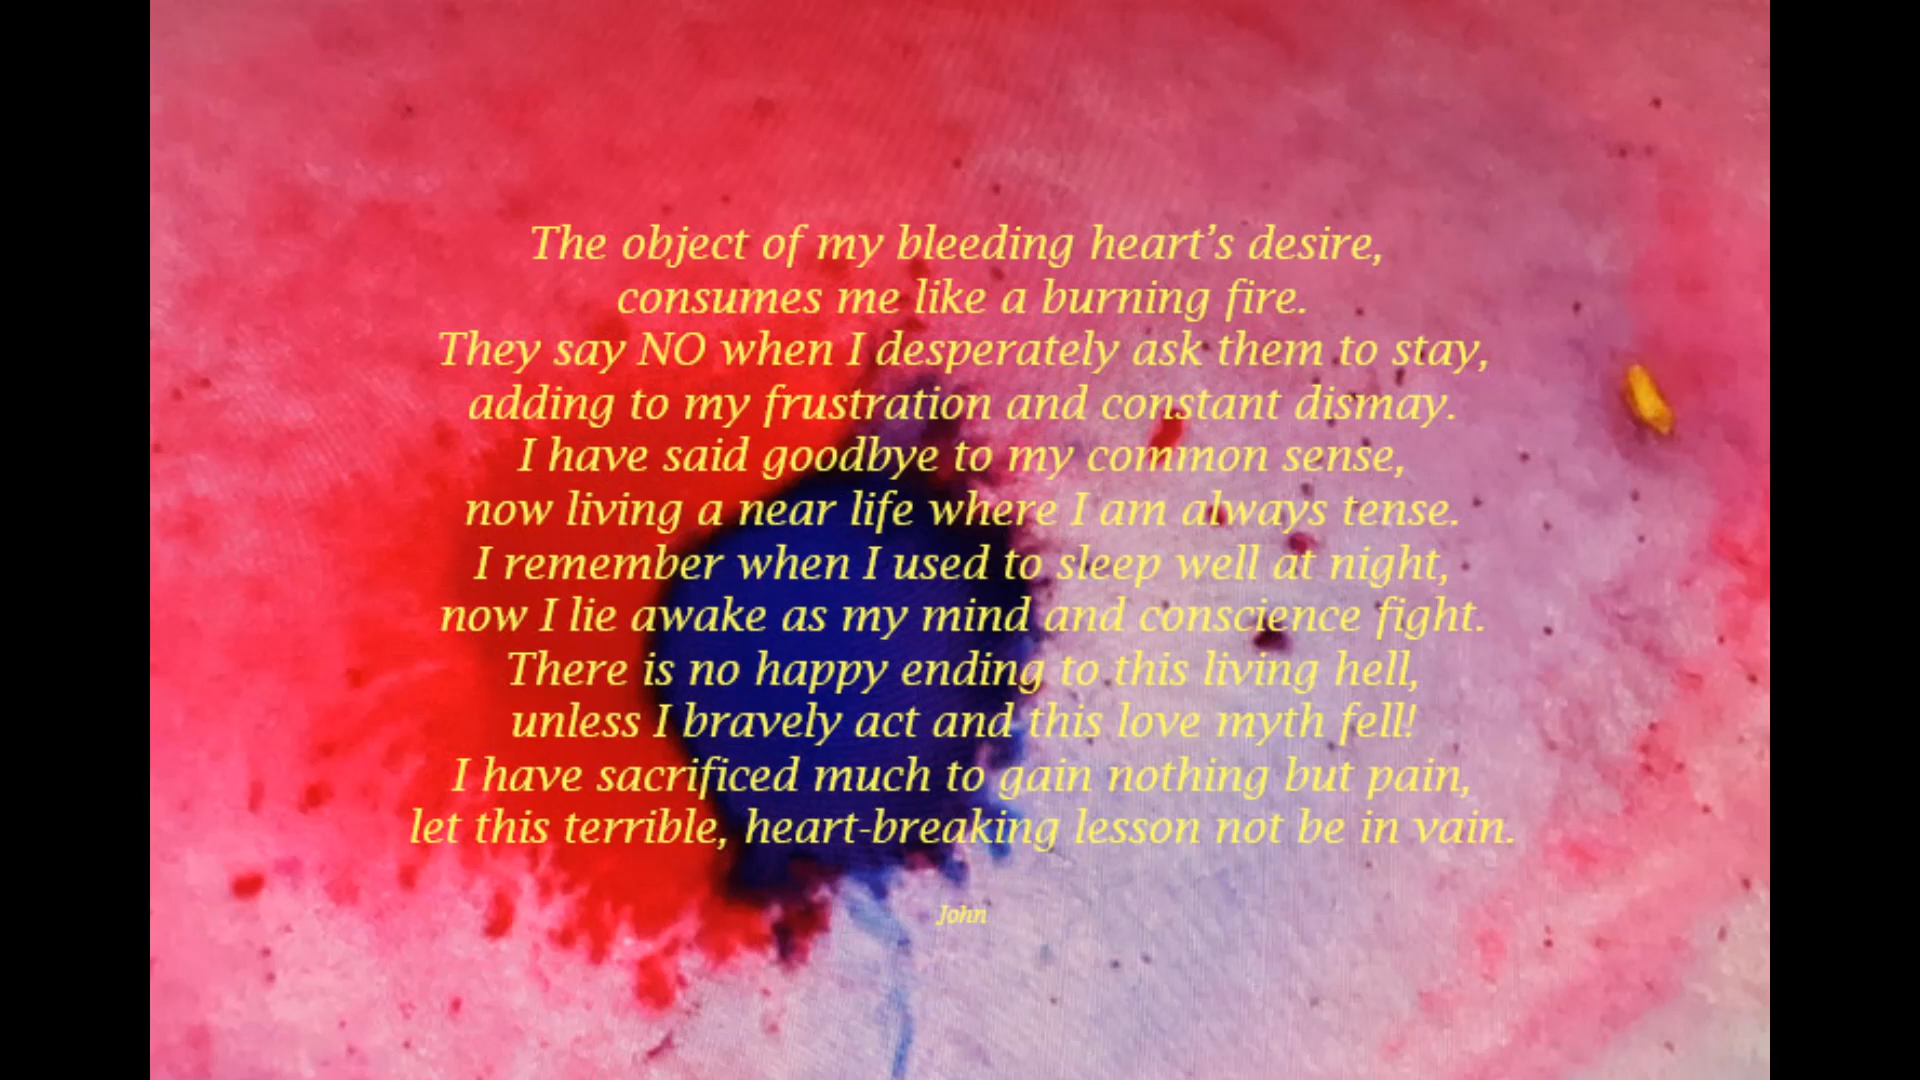 The object of my bleeding heart’s desire,
consumes me like a burning fire.
They say NO when I desperately ask them to stay,
adding to my frustration and constant dismay.
I have said goodbye to my common sense,
now living a near life where I am always tense.
I remember when I used to sleep well at night,
now I lie awake as my mind and conscience fight.
There is no happy ending to this living hell,
unless I bravely act and this love myth fell!
I have sacrificed much to gain nothing but pain,
let this terrible, heart-breaking lesson not be in vain.
John